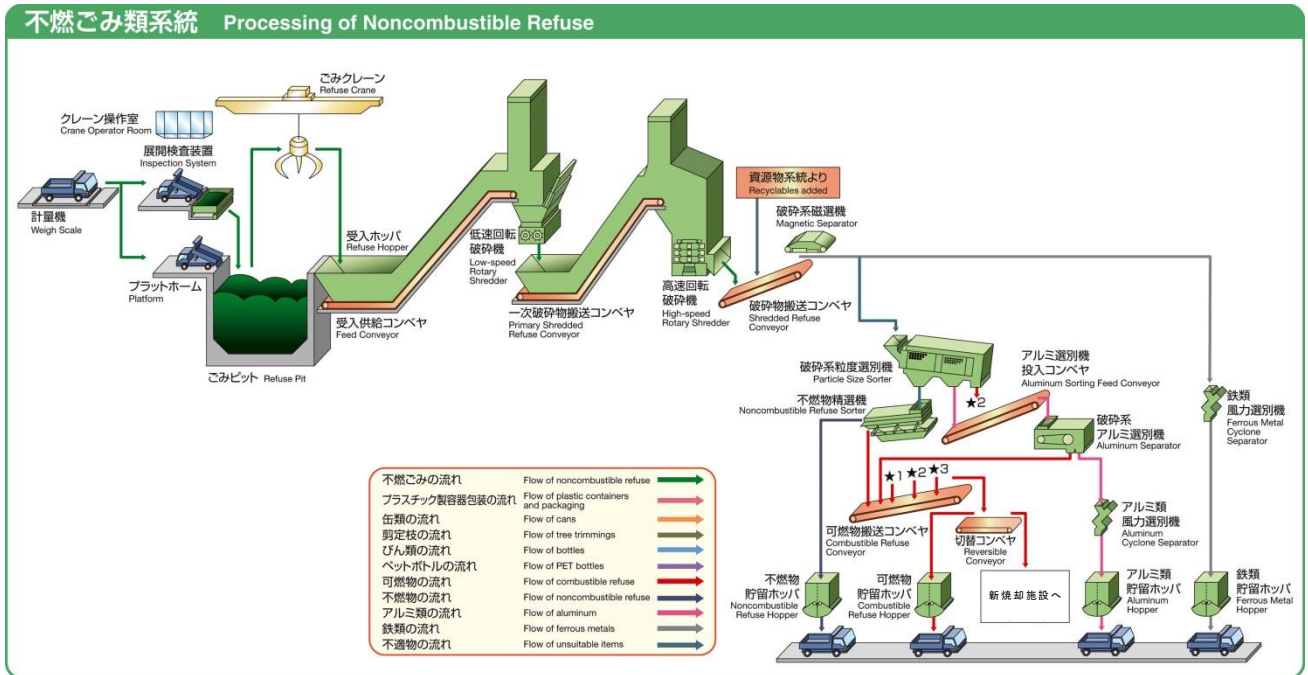 不燃ごみ類系統 Processing of Noncombustible Refuse
ごみクレーン
Refuse Crane
クレーン操作室
Crane Operator Room
展開検査装置
Inspection System
計量機
Weigh Scale
プラットホーム
Platform
ごみピット Refuse Pit
受入ホッパ
Refuse Hopper
受入供給コンベヤ
Feed Conveyor
低速回転
破砕機
Low-speed
Rotary
Shredder
一次破砕物搬送コンベヤ
Primary Shredded
Refuse Conveyor
高速回転
破砕機
High-speed
Rotary Shredder
資源物系統より
Recyclables added
破砕系磁選機
Magnetic Separator
破砕物搬送コンベヤ
Shredded Refuse
Conveyor
破砕系粒度選別機
Particle Size Sorter
★2
不燃物精選機
Noncombustible Refuse Sorter
アルミ選別機
投入コンベヤ
Aluminum Sorting Feed Conveyor
破砕系
アルミ選別機
Aluminum Separator
鉄類
風力選別機
Ferrous Metal
Cyclone
Separator
★1 ★2 ★3
可燃物搬送コンベヤ
Combustible Refuse
Conveyor
切替コンベヤ
Reversible
Conveyor
アルミ類
風力選別機
Aluminum
Cyclone Separator
不燃物
貯留ホッパ
Noncombustible
Refuse Hopper
可燃物
貯留ホッパ
Combustible
Refuse Hopper
新焼却施設へ
アルミ類
貯留ホッパ
Aluminum
Hopper
鉄類
貯留ホッパ
Ferrous Metal
Hopper
不燃ごみの流れ Flow of noncombustible refuse
プラスチック製容器包装の流れ Flow of plastic containers
and packaging
缶類の流れ Flow of cans
剪定枝の流れ Flow of tree trimmings
びん類の流れ Flow of bottles
ペットボトルの流れ Flow of PET bottles
可燃物の流れ Flow of combustible refuse
不燃物の流れ Flow of noncombustible refuse
アルミ類の流れ Flow of aluminum
鉄類の流れ Flow of ferrous metals
不適物の流れ Flow of unsuitable items